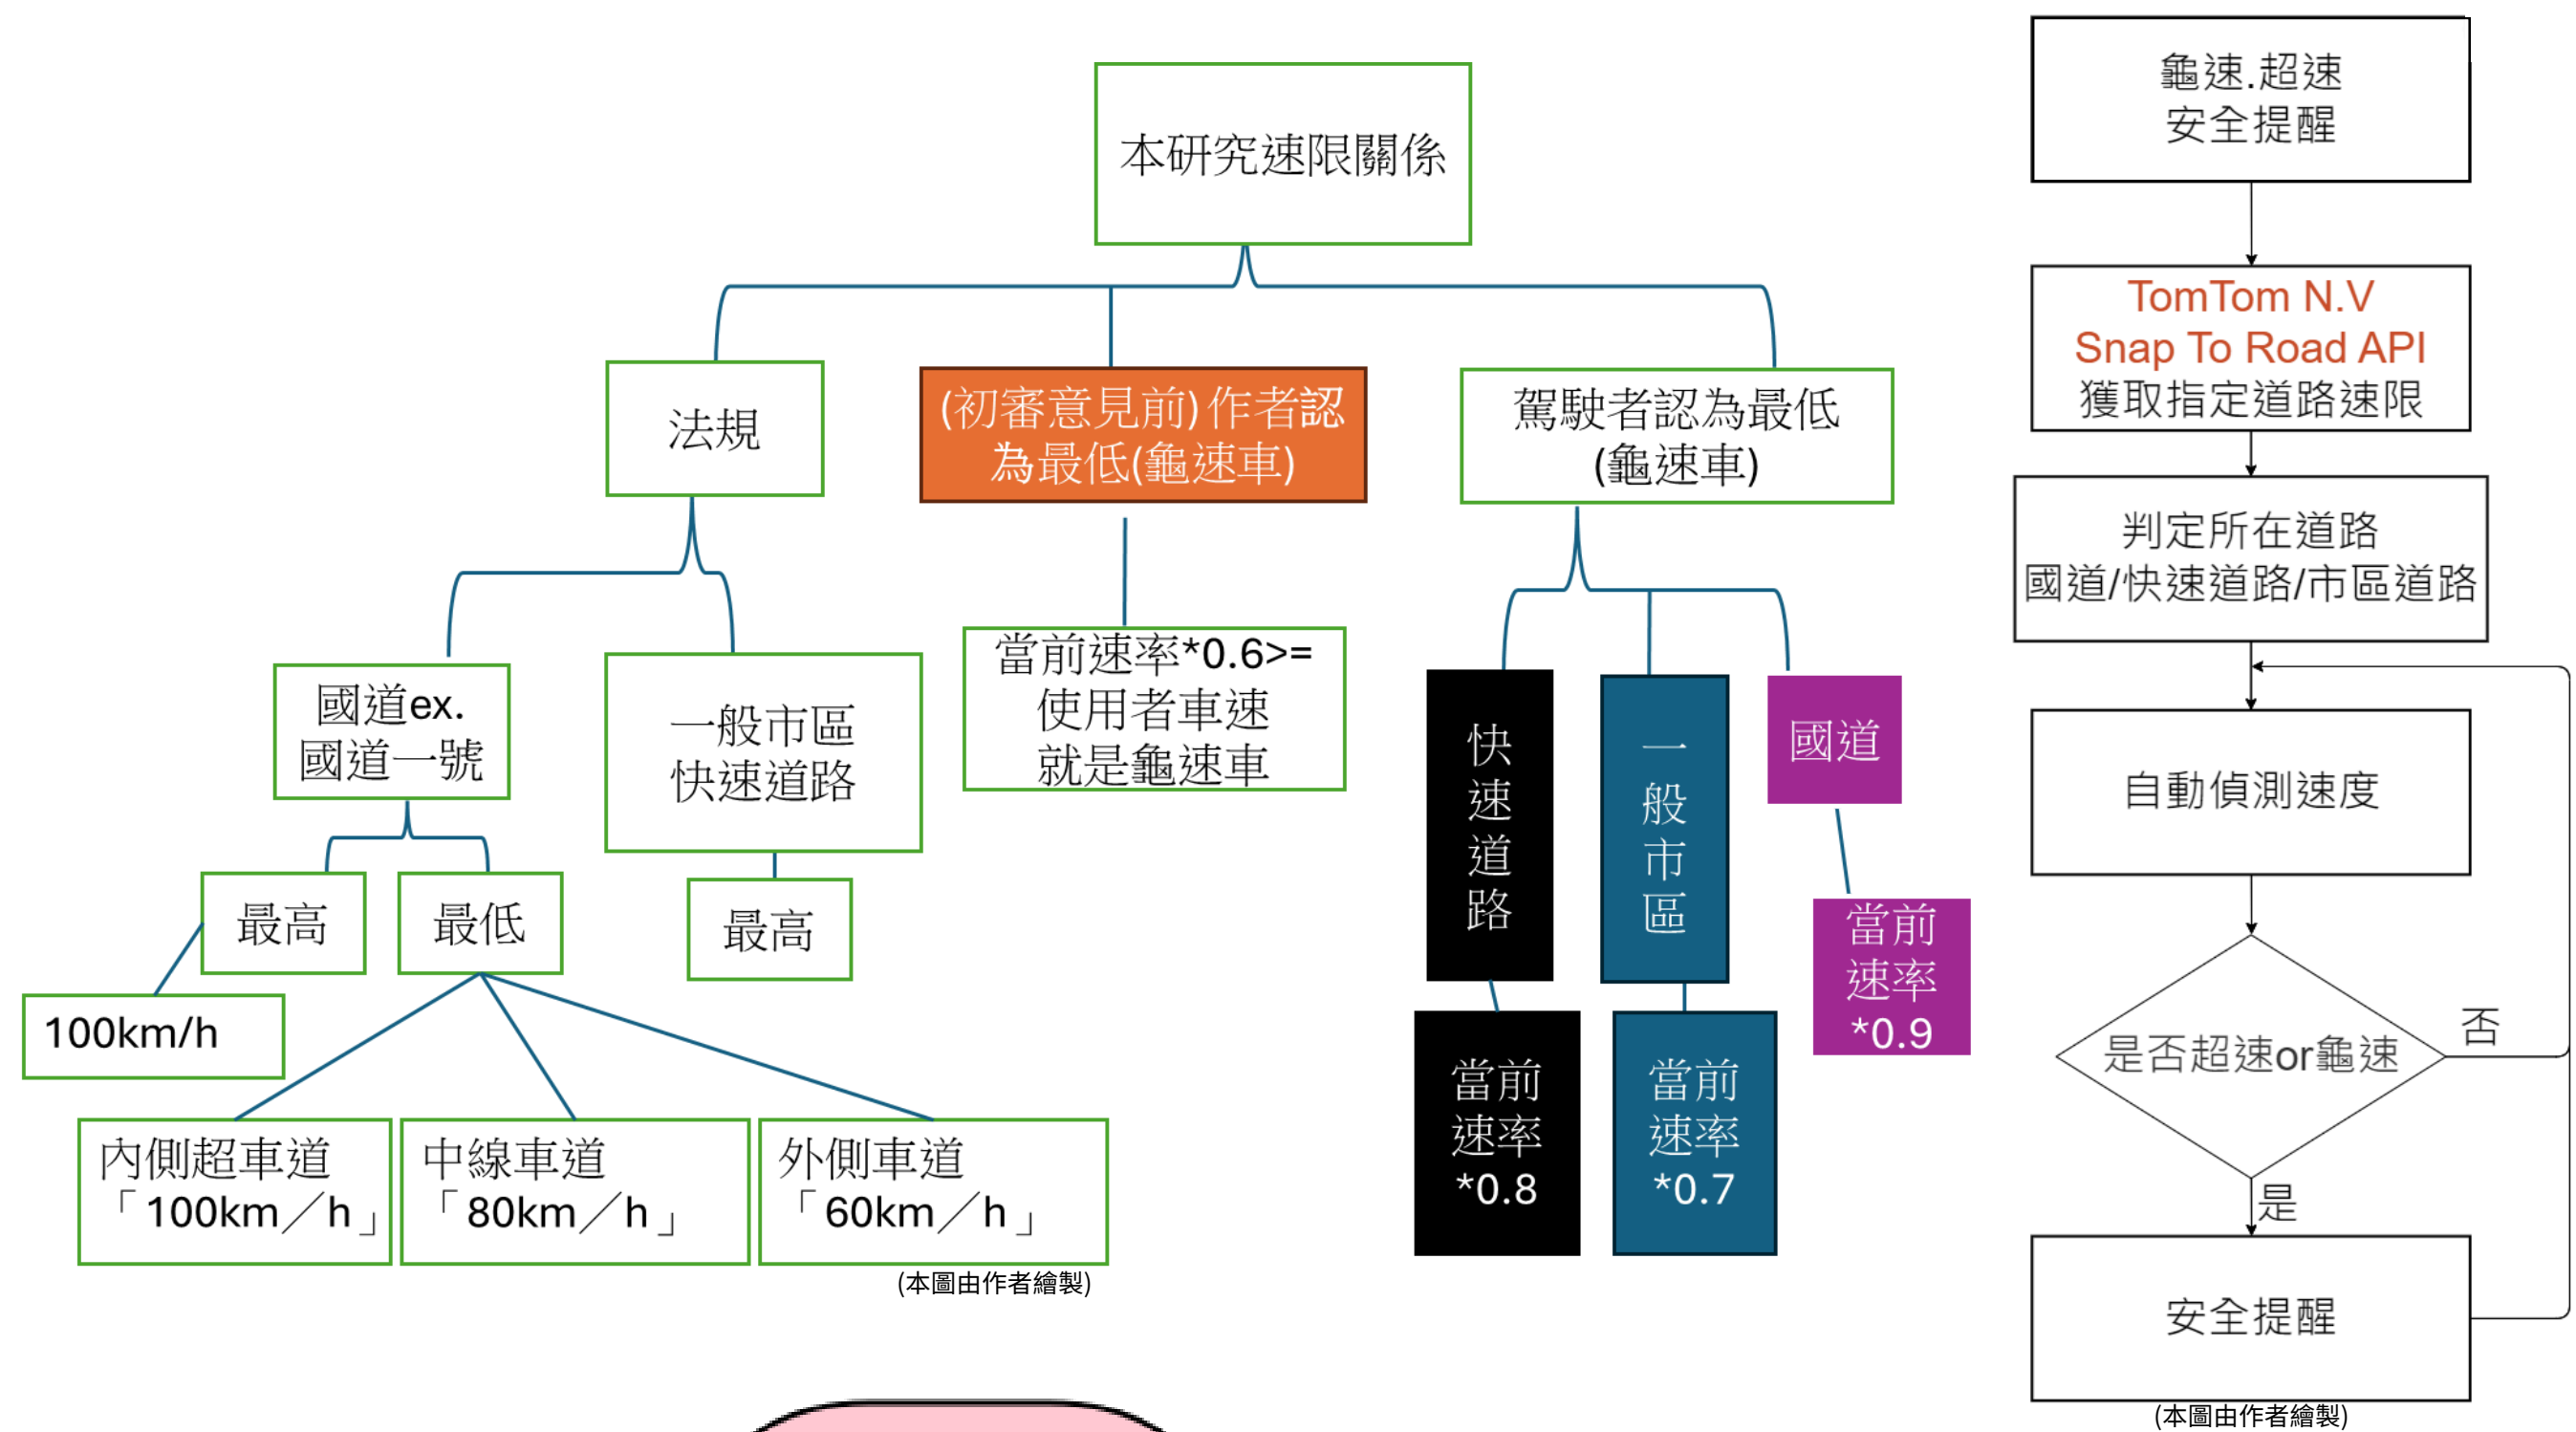 本研究速限關係
法規
(初審意見前)作者認
為最低(龜速車)
駕駛者認為最低
(龜速車)
國道ex.
國道一號
一般市區
快速道路
當前速率*0.6>=
使用者車速
就是龜速車
快
速
道
路
一
般
市
區
國道
最高
最低
最高
100km/h
當前
速率
*0.8
當前
速率
*0.7
當前
速率
*0.9
內側超車道
「100km／h」
中線車道
「80km／h」
外側車道
「60km／h」
(本圖由作者繪製)
龜速.超速
安全提醒
TomTom N.V
Snap To Road API
獲取指定道路速限
判定所在道路
國道/快速道路/市區道路
自動偵測速度
是否超速or龜速
否
是
安全提醒
(本圖由作者繪製)